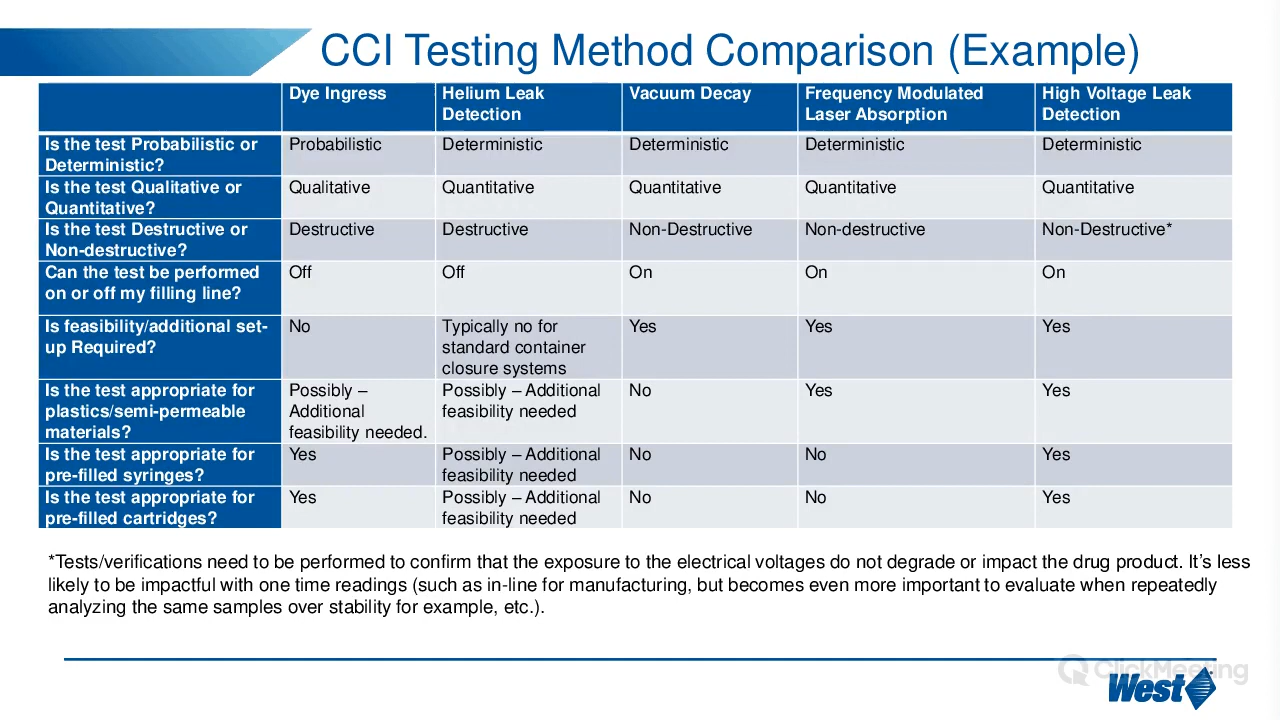 CCI Testing Method Comparison (Example)
Dye Ingress
Helium Leak
Detection
Vacuum Decay
Frequency Modulated
Laser Absorption
High Voltage Leak
Detection
Is the test Probabilistic or
Deterministic?
Probabilistic
Deterministic
Deterministic
Deterministic
Deterministic
Is the test Qualitative or
Quantitative?
Qualitative
Quantitative
Quantitative
Quantitative
Quantitative
Is the test Destructive or
Non-destructive?
Destructive
Destructive
Non-Destructive
Non-destructive
Non-Destructive*
Can the test be performed
on or off my filling line?
Off
Off
On
On
On
Is feasibility/additional set-
up Required?
No
Typically no for
standard container
closure systems
Yes
Yes
Yes
Is the test appropriate for
plastics/semi-permeable
materials?
Possibly –
Additional
feasibility needed.
Possibly – Additional
feasibility needed
No
Yes
Yes
Is the test appropriate for
pre-filled syringes?
Yes
Possibly – Additional
feasibility needed
No
No
Yes
Is the test appropriate for
pre-filled cartridges?
Yes
Possibly – Additional
feasibility needed
No
No
Yes
*Tests/verifications need to be performed to confirm that the exposure to the electrical voltages do not degrade or impact the drug product. It’s less
likely to be impactful with one time readings (such as in-line for manufacturing, but becomes even more important to evaluate when repeatedly
analyzing the same samples over stability for example, etc.).
ClickMeeting
West